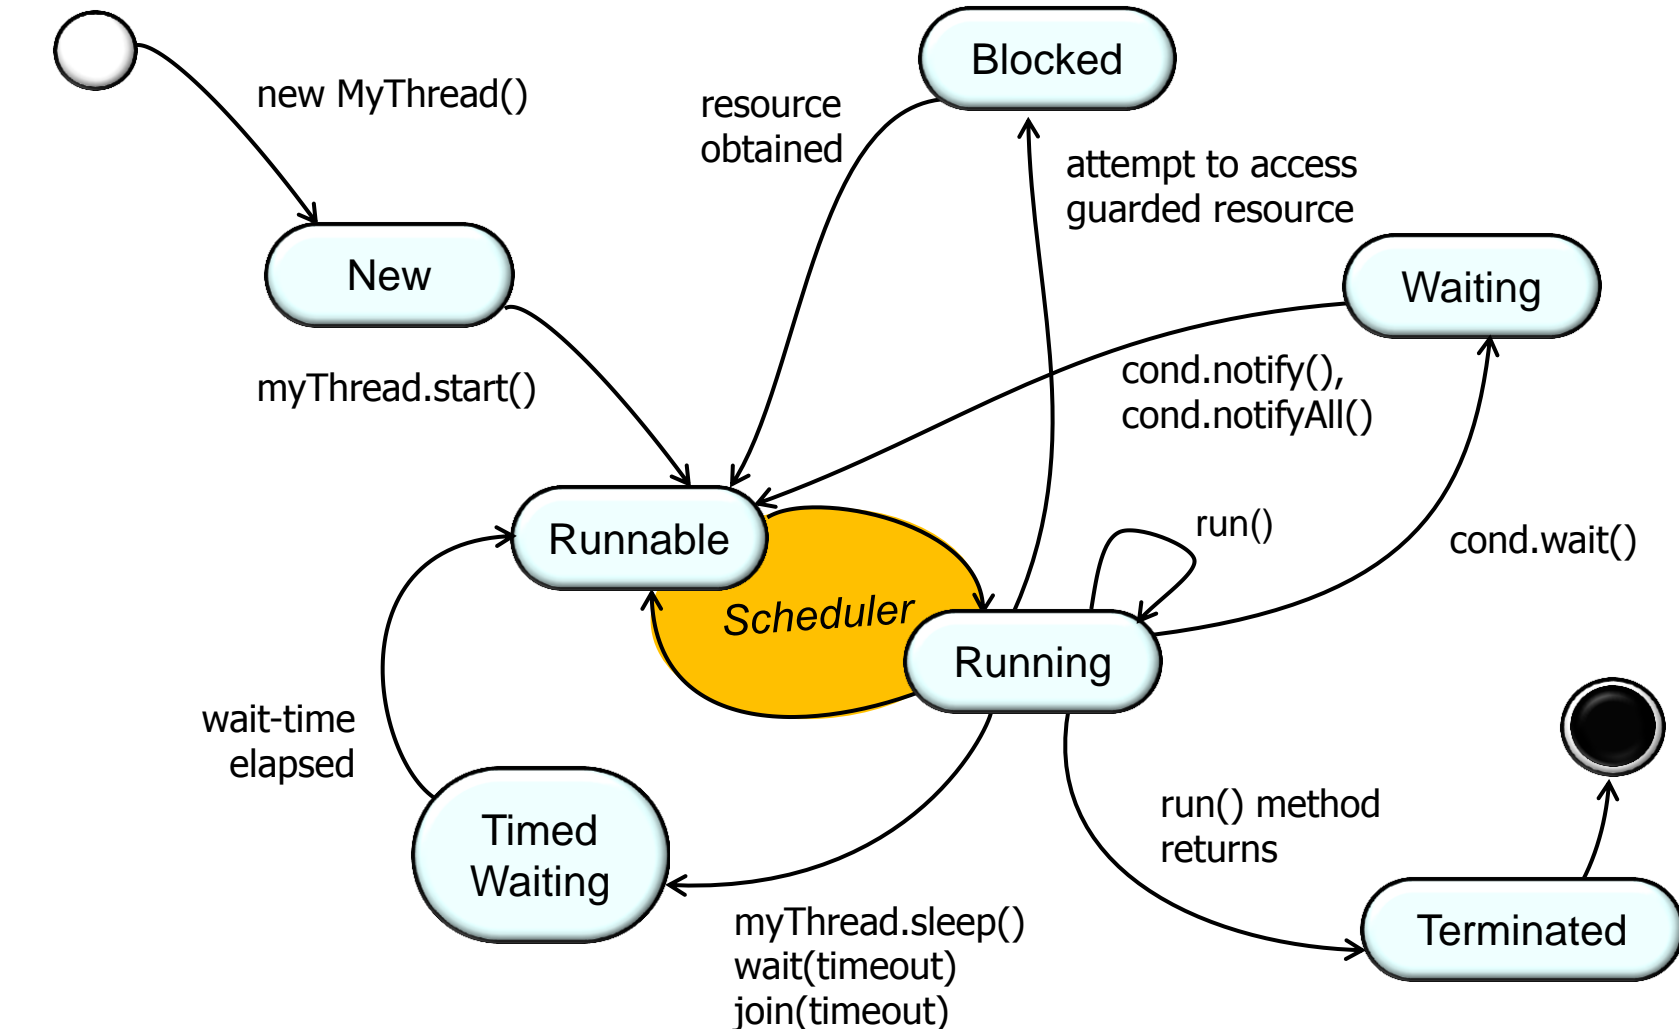 Blocked
new MyThread()
resource
obtained
attempt to access
guarded resource
New
Waiting
myThread.start()
cond.notify(),
cond.notifyAll()
Runnable
run()
cond.wait()
Scheduler
Running
wait-time
elapsed
Timed
Waiting
run() method
returns
myThread.sleep()
wait(timeout)
join(timeout)
Terminated